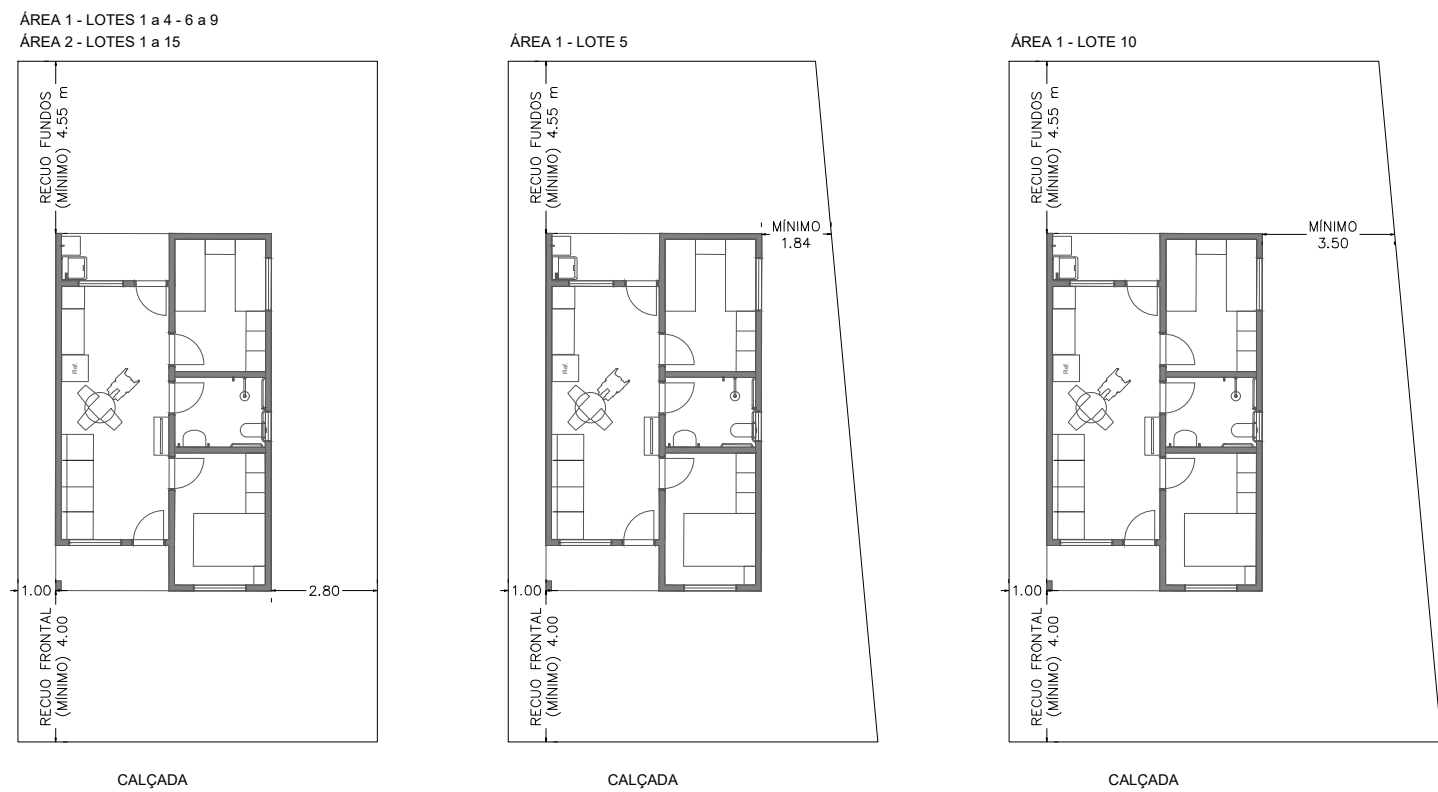 ÁREA 1 - LOTES 1 a 4 - 6 a 9
ÁREA 2 - LOTES 1 a 15
RECUO FUNDOS
(MÍNIMO) 4.55 m
Ref.
1.00
2.80
RECUO FRONTAL
(MÍNIMO) 4.00
CALÇADA
ÁREA 1 - LOTE 5
RECUO FUNDOS
(MÍNIMO) 4.55 m
MÍNIMO
1.84
Ref.
1.00
RECUO FRONTAL
(MÍNIMO) 4.00
CALÇADA
ÁREA 1 - LOTE 10
RECUO FUNDOS
(MÍNIMO) 4.55 m
MÍNIMO
3.50
Ref.
1.00
RECUO FRONTAL
(MÍNIMO) 4.00
CALÇADA